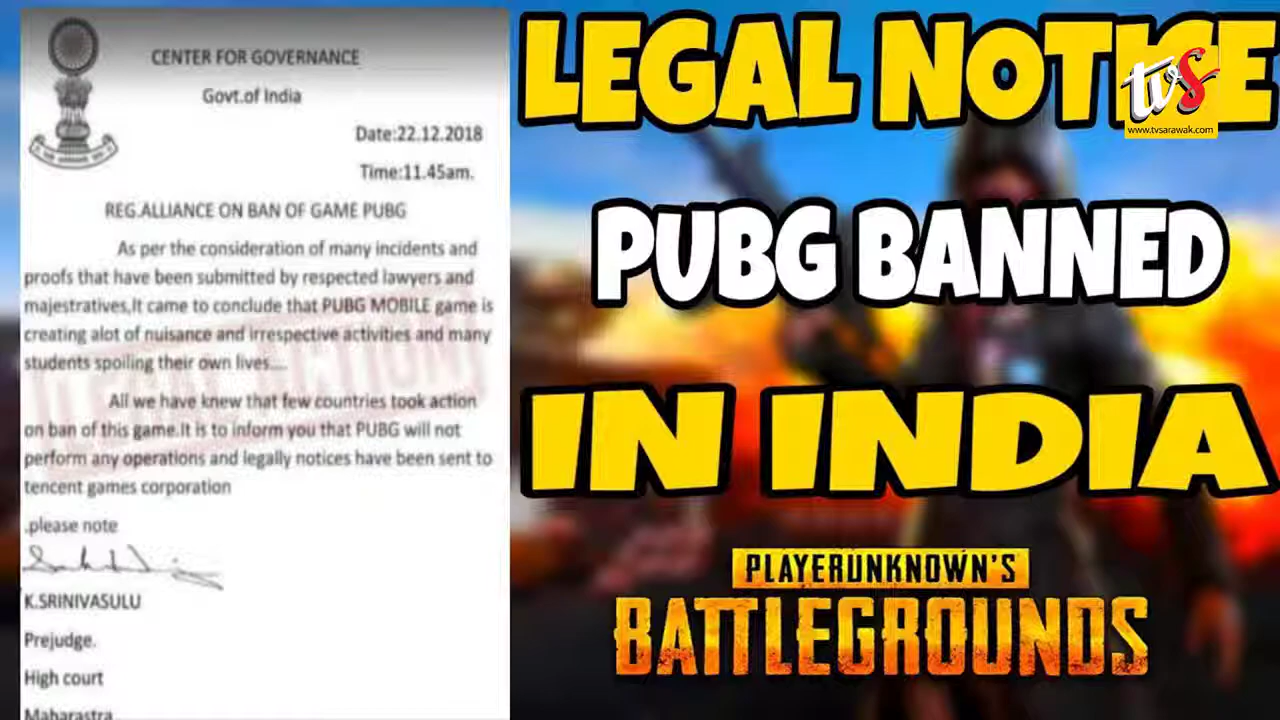 CENTER FOR GOVERNANCE
Govt.of India
Date:22.12.2018
Time:11.45am.
REG.ALLIANCE ON BAN OF GAME PUBG
As per the consideration of many incidents and
proofs that have been submitted by respected lawyers and
majestratives,It came to conclude that PUBG MOBILE game is
creating alot of nuisance and irrespective activities and many
students spoiling their own lives....
All we have knew that few countries took action
on ban of this game.It is to inform you that PUBG will not
perform any operations and legally notices have been sent to
tencent games corporation
.please note
K.SRINIVASULU
Prejudge.
High court
Maharastra
LEGAL NOTICE
tvS
www.tvsarawak.com
PUBG BANNED
IN INDIA
PLAYERUNKNOWN'S
BATTLEGROUNDS